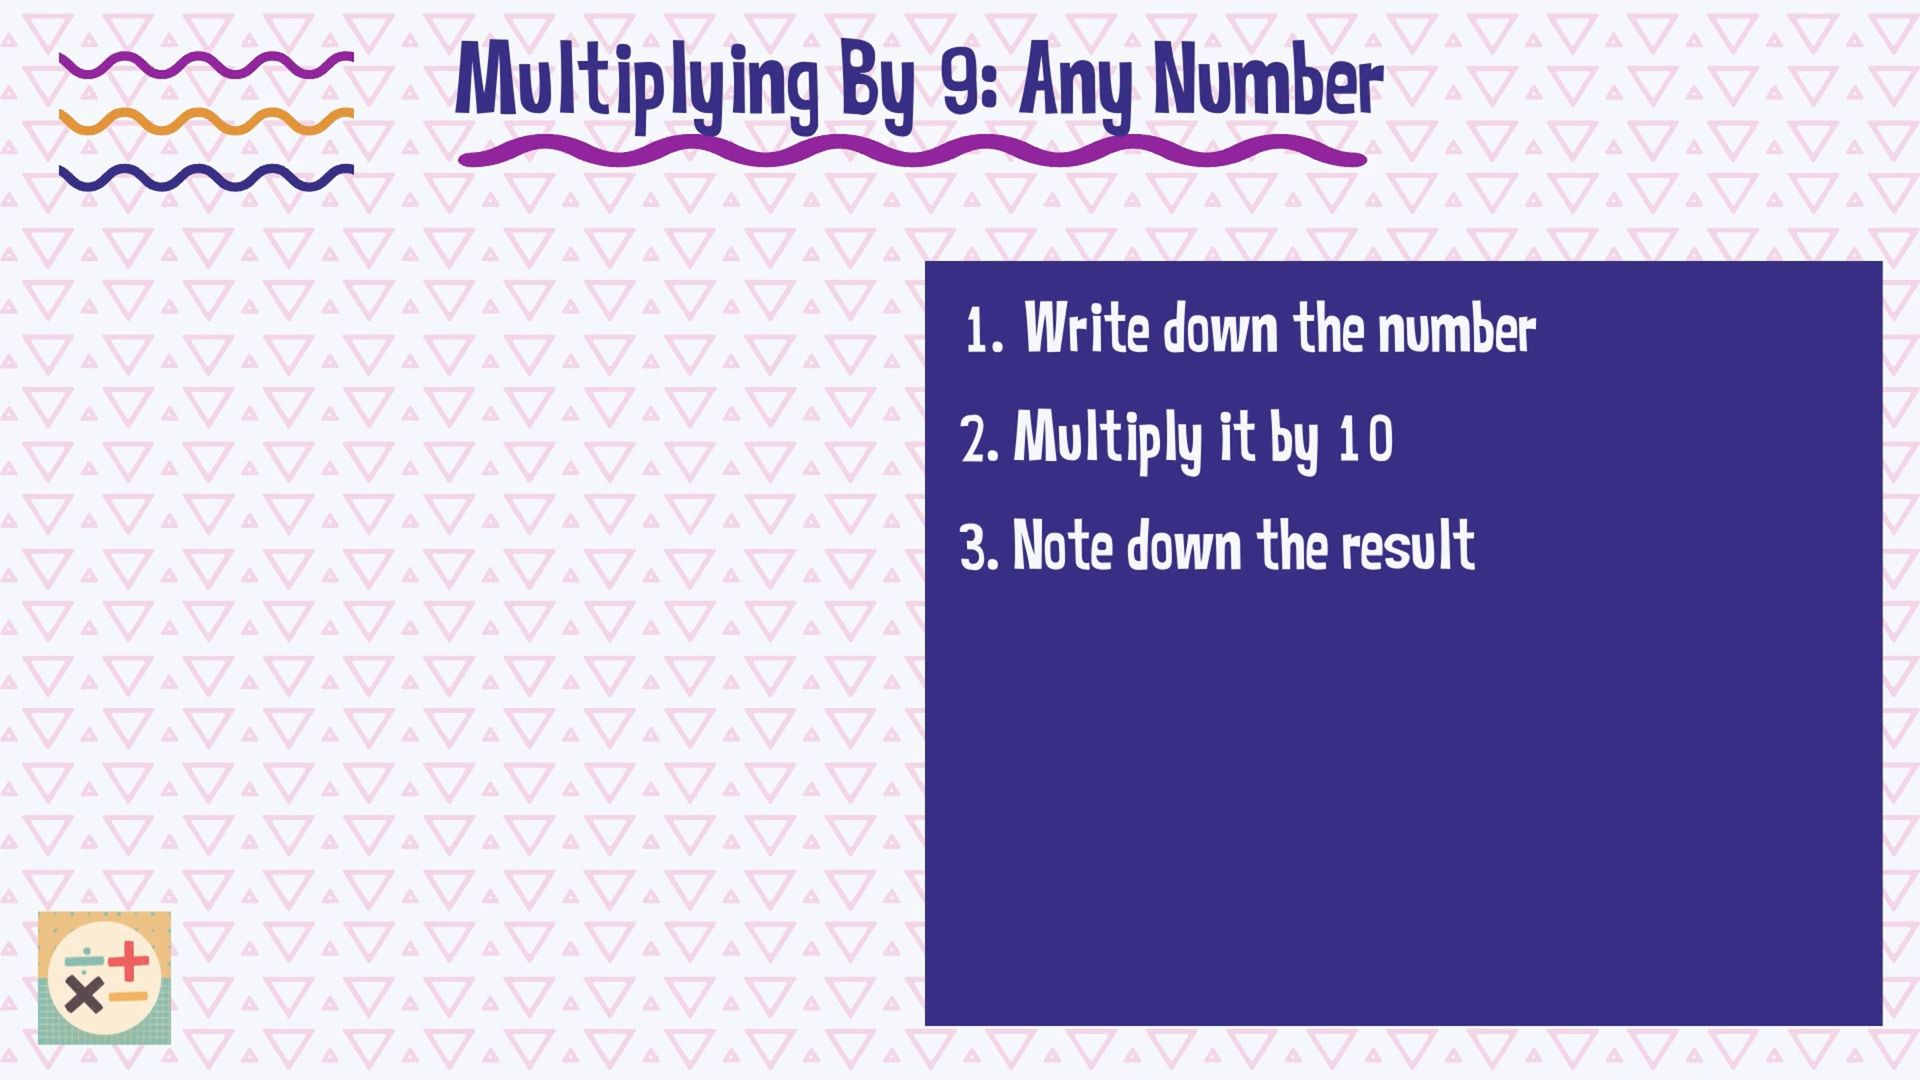 Multiplying By 9: Any Number
1. Write down the number
2. Multiply it by 10
3. Note down the result